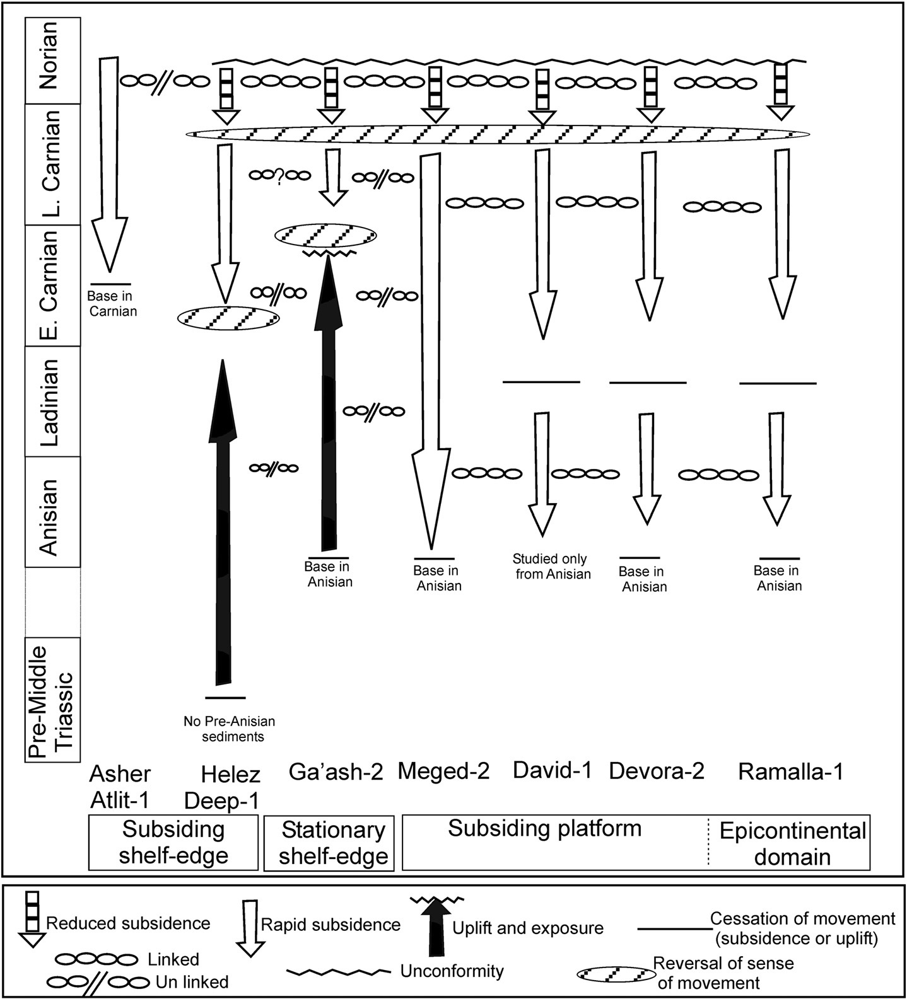 Norian
L. Carnian
E. Carnian
Ladinian
Anisian
Pre-Middle
Triassic
?
Base in
Carnian
Base in
Anisian
Base in
Anisian
Studied only
from Anisian
Base in
Anisian
Base in
Anisian
No Pre-Anisian
sediments
Asher
Atlit-1
Helez
Deep-1
Ga'ash-2
Meged-2
David-1
Devora-2
Ramalla-1
Subsiding
shelf-edge
Stationary
shelf-edge
Subsiding platform
Epicontinental
domain
Reduced subsidence
Rapid subsidence
Uplift and exposure
Cessation of movement
(subsidence or uplift)
Linked
Un linked
Unconformity
Reversal of sense
of movement